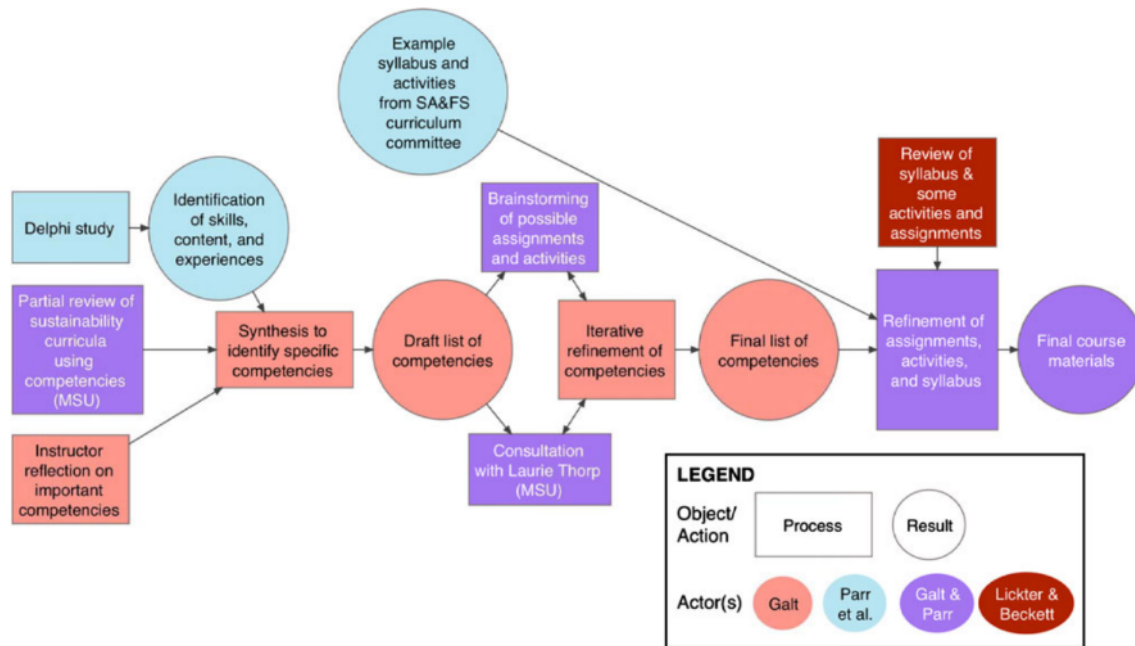 Example
syllabus and
activities
from SA&FS
curriculum
committee
Review of
syllabus &
some
activities and
assignments
Delphi study
Identification
of skills,
content, and
experiences
Brainstorming
of possible
assignments
and activities
Partial review of
sustainability
curricula
using
competencies
(MSU)
Synthesis to
identify specific
competencies
Draft list of
competencies
Iterative
refinement of
competencies
Final list of
competencies
Refinement of
assignments,
activities,
and syllabus
Final course
materials
Instructor
reflection on
important
competencies
Consultation
with Laurie Thorp
(MSU)
LEGEND
Object/
Action
Process
Result
Actor(s)
Galt
Parr
et al.
Galt &
Parr
Lickter &
Beckett